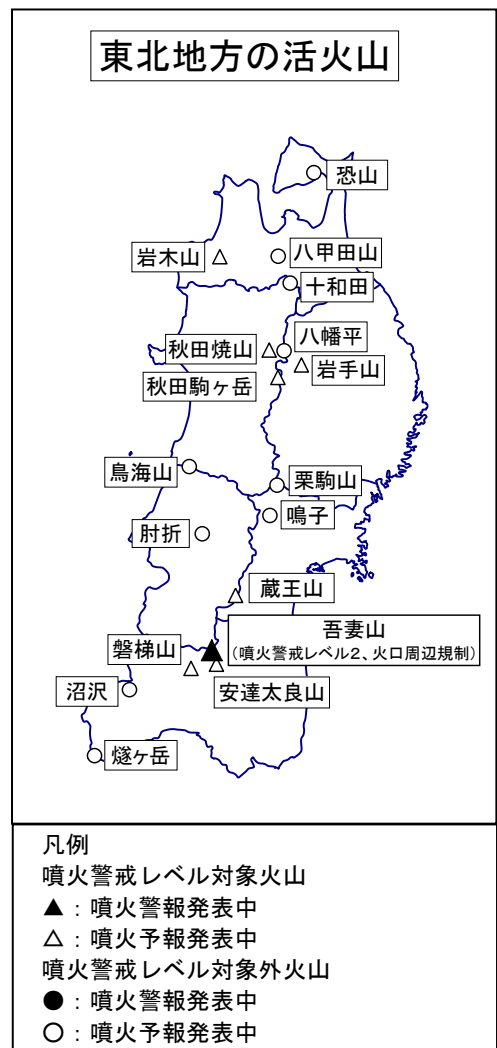 東北地方の活火山
恐山
岩木山
八甲田山
十和田
八幡平
秋田焼山
岩手山
秋田駒ヶ岳
鳥海山
栗駒山
鳴子
肘折
蔵王山
吾妻山
(噴火警戒レベル2、火口周辺規制)
磐梯山
沼沢
安達太良山
燧ヶ岳
凡例
噴火警戒レベル対象火山
▲：噴火警報発表中
△：噴火予報発表中
噴火警戒レベル対象外火山
●：噴火警報発表中
○：噴火予報発表中